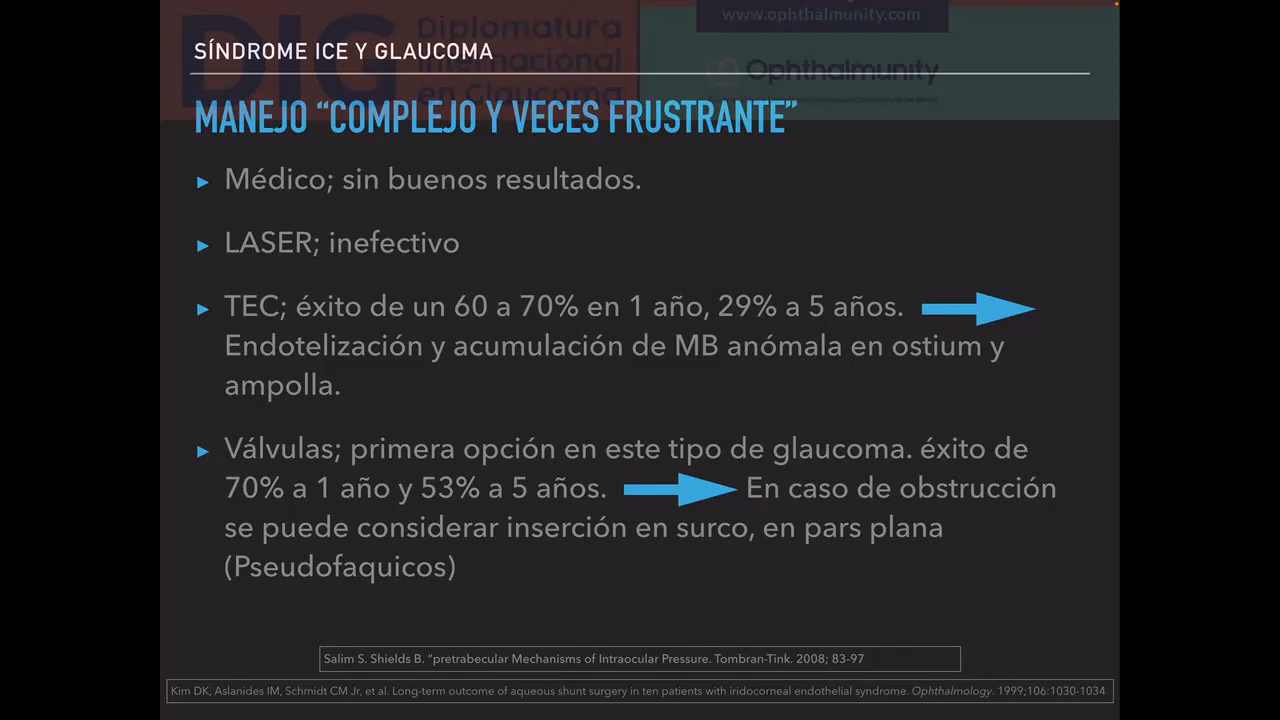 DIG
Diplomatura
Internacional
en Glaucoma
www.ophthalmunity.com
Ophthalmunity
SÍNDROME ICE Y GLAUCOMA
MANEJO “COMPLEJO Y VECES FRUSTRANTE”
▸ Médico; sin buenos resultados.
▸ LASER; inefectivo
▸ TEC; éxito de un 60 a 70% en 1 año, 29% a 5 años.
Endotelización y acumulación de MB anómala en ostium y
ampolla.
▸ Válvulas; primera opción en este tipo de glaucoma. éxito de
70% a 1 año y 53% a 5 años. En caso de obstrucción
se puede considerar inserción en surco, en pars plana
(Pseudofaquicos)
Salim S. Shields B. “pretrabecular Mechanisms of Intraocular Pressure. Tombran-Tink. 2008; 83-97
Kim DK, Aslanides IM, Schmidt CM Jr, et al. Long-term outcome of aqueous shunt surgery in ten patients with iridocorneal endothelial syndrome. Ophthalmology. 1999;106:1030-1034